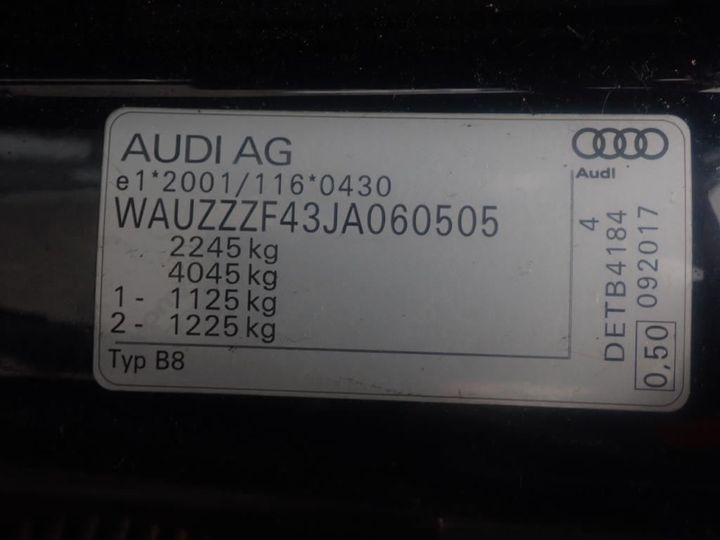 AUDI AG
e1*2001/116*0430
WAUZZZF43JA060505
2245 kg
4045 kg
1 - 1125 kg
2 - 1225 kg
Typ B8
Audi
4
DETB4184
092017
0,50